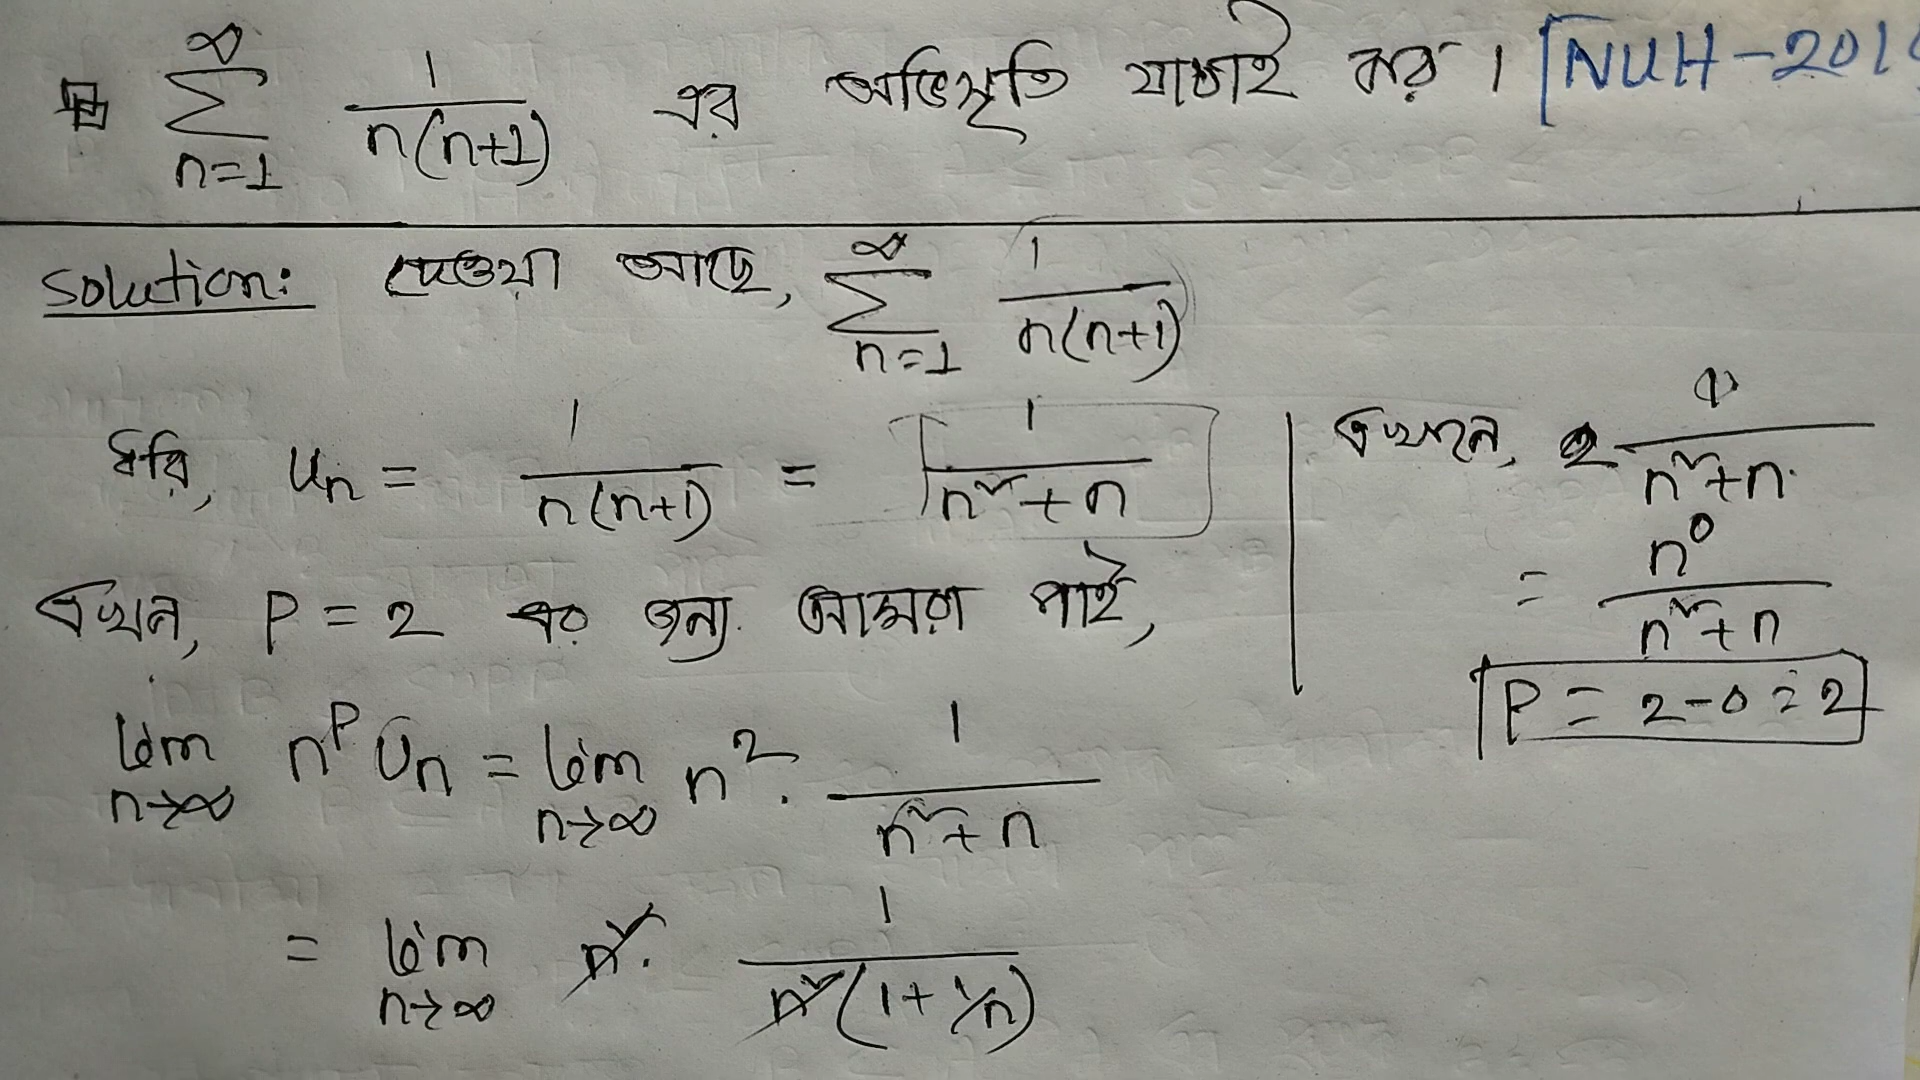 ∑_{n=1}^{∞} 1/(n(n+1)) এর অভিসৃতি যাচাই কর। [NUH-201
Solution: দেওয়া আছে, ∑_{n=1}^{∞} 1/(n(n+1))
ধরি, u_n = 1/(n(n+1)) = 1/(n²+n)
এখন, P = 2 এর জন্য আমরা পাই,
lim_{n→∞} n^P U_n = lim_{n→∞} n² · 1/(n²+n)
= lim_{n→∞} n² · 1/(n²(1+1/n))
এখানে, 1/(n²+n)
= n⁰/(n²+n)
P = 2-0 = 2